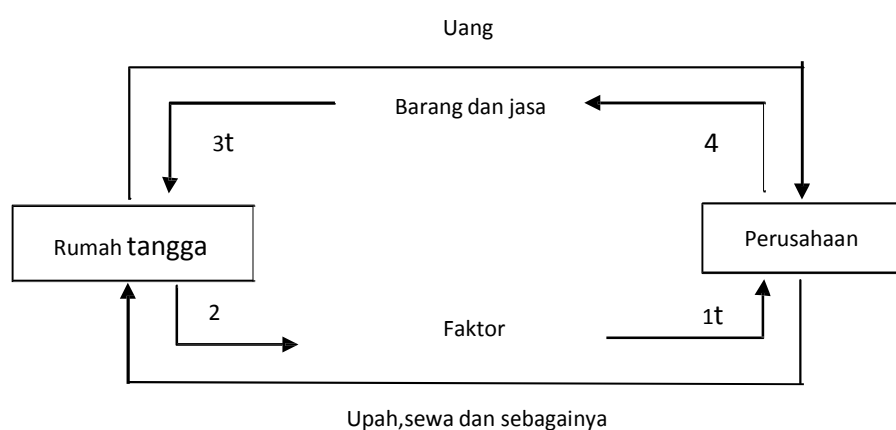 Uang
Barang dan jasa
3t
4
Rumah tangga
Perusahaan
2
Faktor
1t
Upah,sewa dan sebagainya